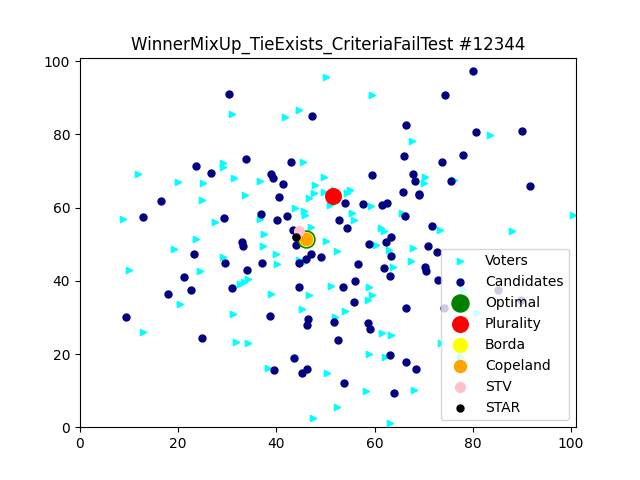 WinnerMixUp_TieExists_CriteriaFailTest #12344
100
80
60
40
20
0
0
20
40
60
80
100
Voters
Candidates
Optimal
Plurality
Borda
Copeland
STV
STAR